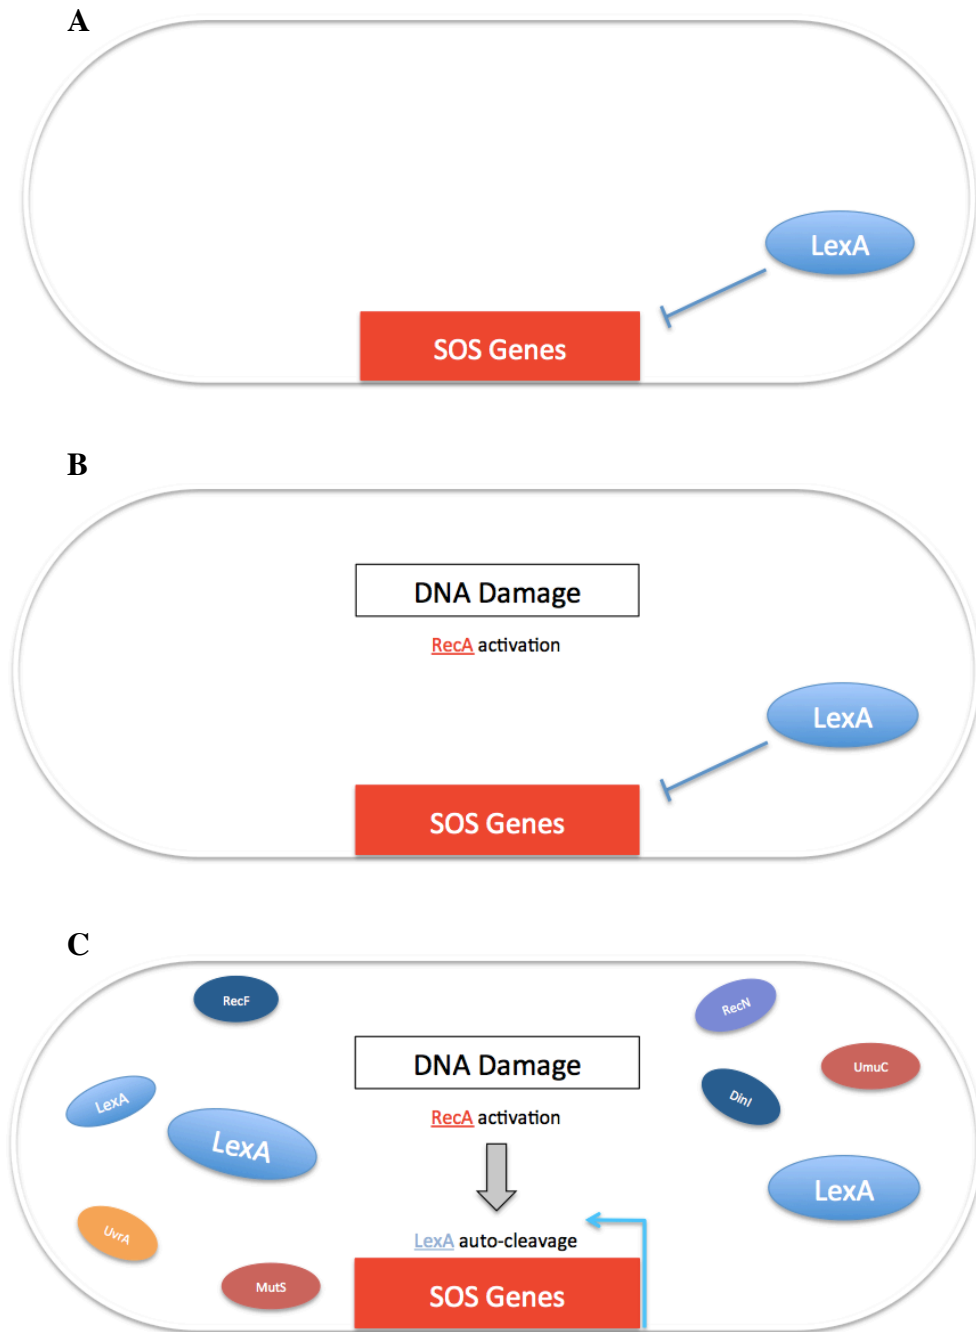 A
LexA
SOS Genes
B
DNA Damage
RecA activation
LexA
SOS Genes
C
RecF
RecN
DNA Damage
UmuC
LexA
DinI
RecA activation
LexA
LexA
UvrA
LexA auto-cleavage
MutS
SOS Genes